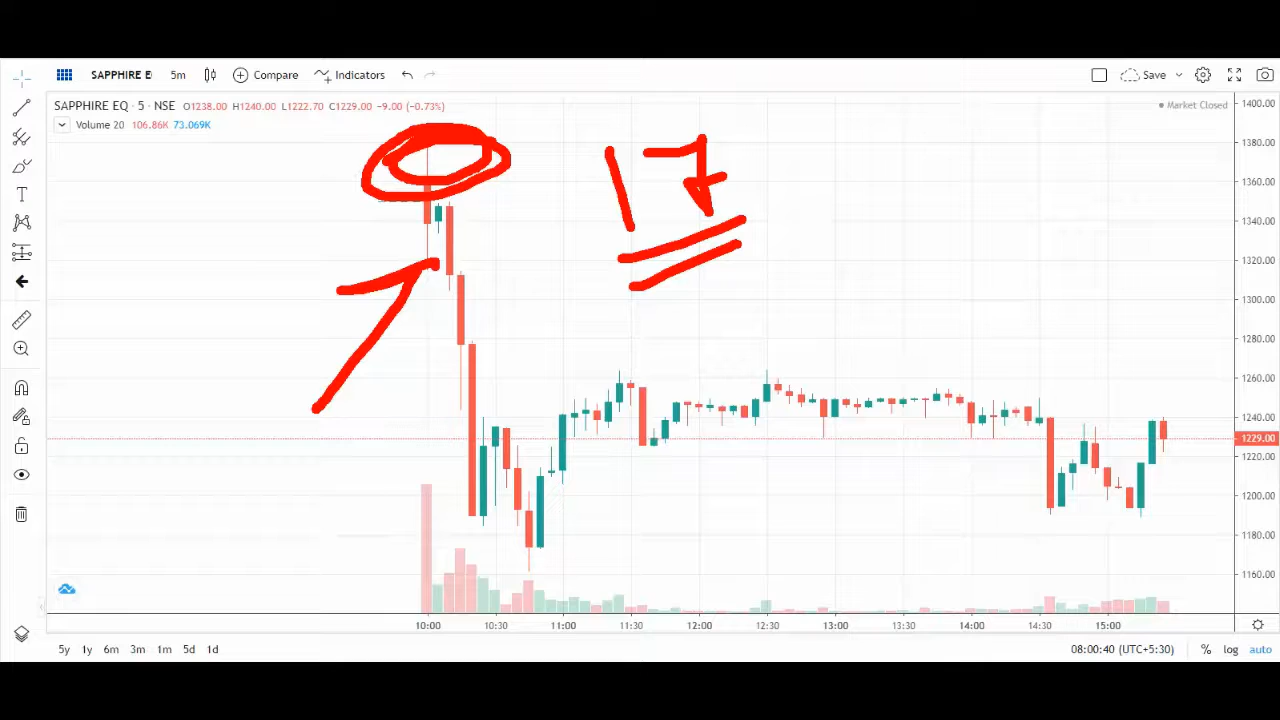 SAPPHIRE E 5m Compare Indicators Save
SAPPHIRE EQ · 5 · NSE O1238.00 H1240.00 L1222.70 C1229.00 −9.00 (−0.73%)
Market Closed
Volume 20 106.86K 73.069K
17
1400.00
1380.00
1360.00
1340.00
1320.00
1300.00
1280.00
1260.00
1240.00
1229.00
1220.00
1200.00
1180.00
1160.00
10:00 10:30 11:00 11:30 12:00 12:30 13:00 13:30 14:00 14:30 15:00
5y 1y 6m 3m 1m 5d 1d 08:00:40 (UTC+5:30) % log auto